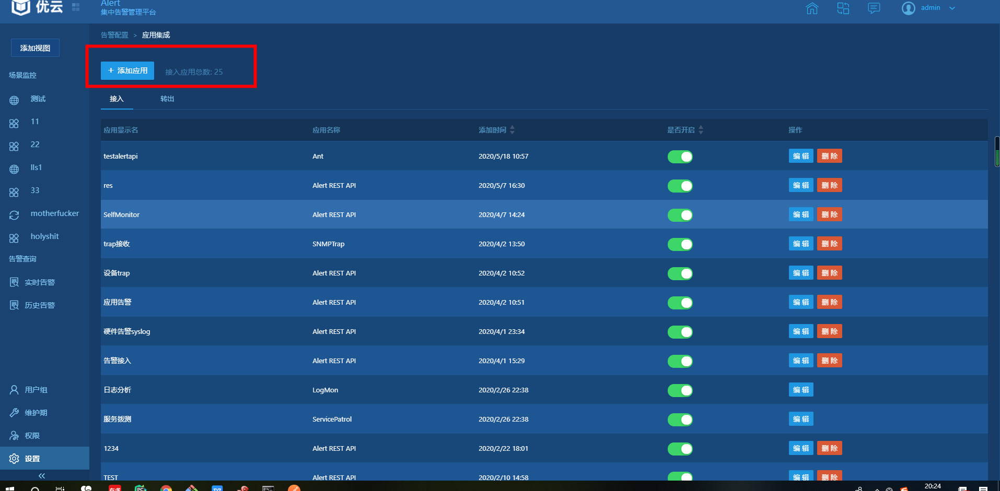 优云
Alert
集中告警管理平台
admin
告警配置 > 应用集成
添加视图
+ 添加应用
接入应用总数: 25
场景监控
测试
11
22
lls1
33
motherfucker
holyshit
告警查询
实时告警
历史告警
用户组
维护期
权限
设置
接入 转出
应用显示名 应用名称 添加时间 是否开启 操作
testalertapi Ant 2020/5/18 10:57 编辑 删除
res Alert REST API 2020/5/7 16:30 编辑 删除
SelfMonitor Alert REST API 2020/4/7 14:24 编辑 删除
trap接收 SNMPTrap 2020/4/2 13:50 编辑 删除
设备trap Alert REST API 2020/4/2 10:52 编辑 删除
应用告警 Alert REST API 2020/4/2 10:51 编辑 删除
硬件告警syslog Alert REST API 2020/4/1 23:34 编辑 删除
告警接入 Alert REST API 2020/4/1 15:29 编辑 删除
日志分析 LogMon 2020/2/26 22:38 编辑
服务拨测 ServicePatrol 2020/2/26 22:38 编辑
1234 Alert REST API 2020/2/22 18:01 编辑 删除
TEST Alert REST API 2020/2/10 14:58 编辑 删除
20:24